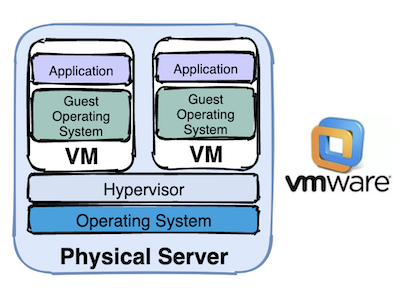 Application
Guest
Operating
System
VM
Application
Guest
Operating
System
VM
Hypervisor
Operating System
Physical Server
vmware®